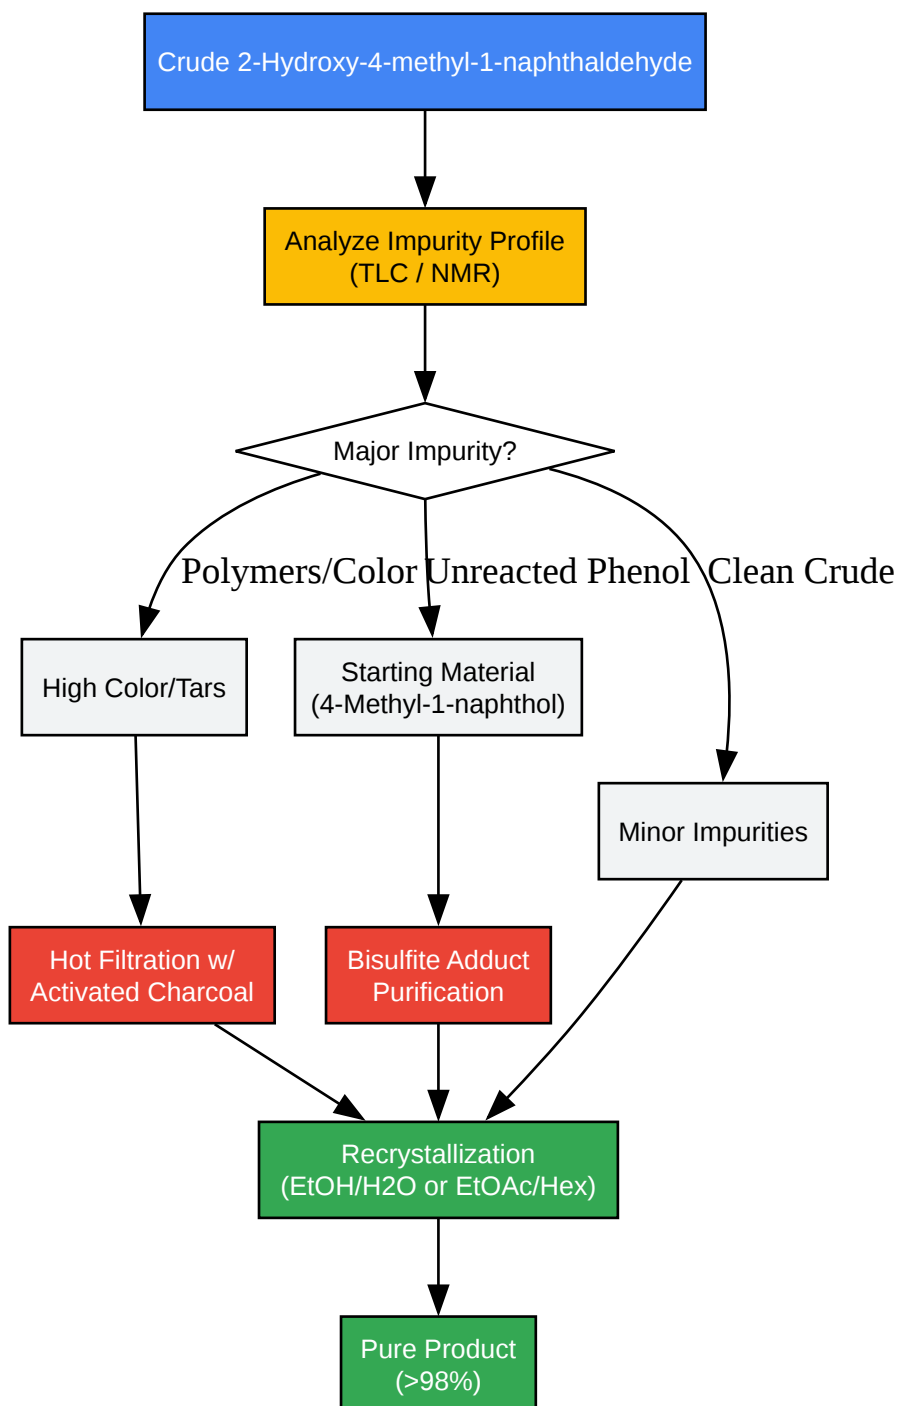 Crude 2-Hydroxy-4-methyl-1-naphthaldehyde
Analyze Impurity Profile
(TLC / NMR)
Major Impurity?
Polymers/Color
Unreacted Phenol
Clean Crude
High Color/Tars
Starting Material
(4-Methyl-1-naphthol)
Minor Impurities
Hot Filtration w/
Activated Charcoal
Bisulfite Adduct
Purification
Recrystallization
(EtOH/H2O or EtOAc/Hex)
Pure Product
(>98%)